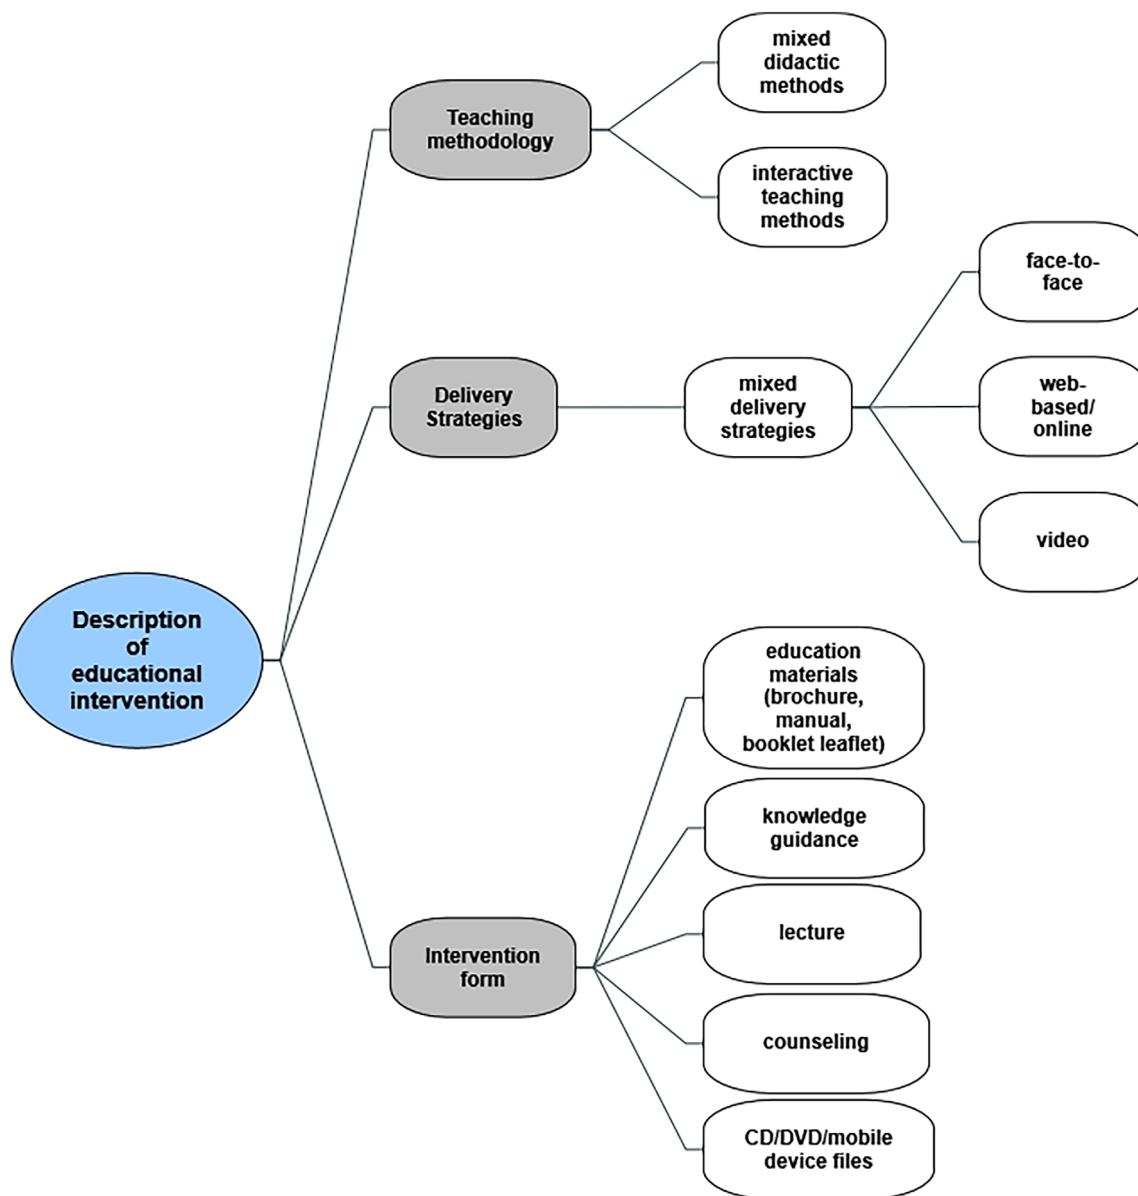 mixed
didactic
methods
Teaching
methodology
interactive
teaching
methods
face-to-
face
Delivery
Strategies
mixed
delivery
strategies
web-
based/
online
video
Description
of
educational
intervention
education
materials
(brochure,
manual,
booklet leaflet)
knowledge
guidance
lecture
Intervention
form
counseling
CD/DVD/mobile
device files